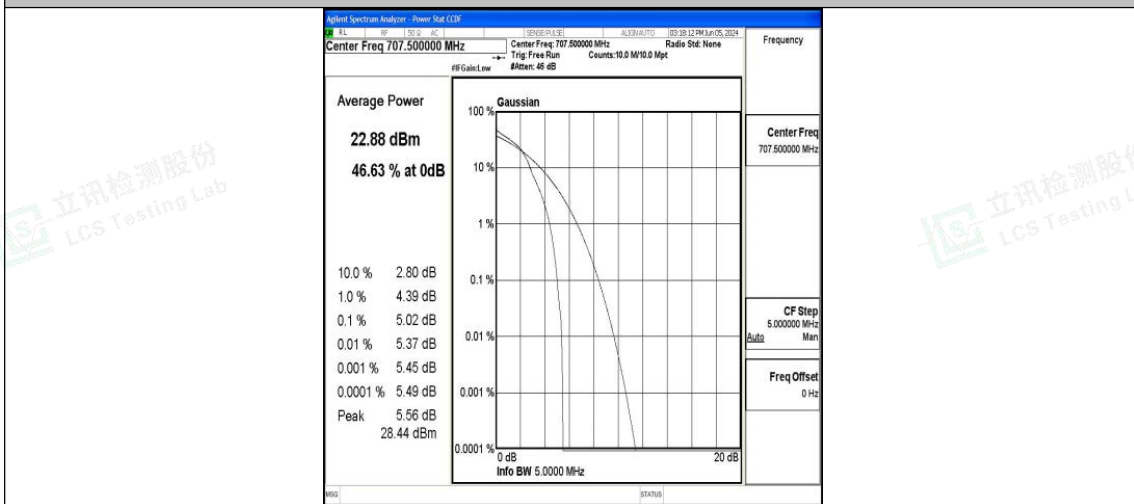 Agilent Spectrum Analyzer - Power Stat CCDF
RL RF 50 Ω AC SENSE:PULSE ALIGN AUTO 03:18:12 PM Jun 05, 2024
Center Freq 707.500000 MHz
Center Freq: 707.500000 MHz Radio Std: None
Trig: Free Run Counts:10.0 M/10.0 Mpt
#IFGain:Low #Atten: 46 dB
Frequency
Average Power
22.88 dBm
46.63 % at 0dB
10.0 % 2.80 dB
1.0 % 4.39 dB
0.1 % 5.02 dB
0.01 % 5.37 dB
0.001 % 5.45 dB
0.0001 % 5.49 dB
Peak 5.56 dB
28.44 dBm
Gaussian
100 %
10 %
1 %
0.1 %
0.01 %
0.001 %
0.0001 %
0 dB 20 dB
Info BW 5.0000 MHz
Center Freq
707.500000 MHz
CF Step
5.000000 MHz
Auto Man
Freq Offset
0 Hz
MSG STATUS
立讯检测股份
LCS Testing Lab
立讯检测股份
LCS Testing L